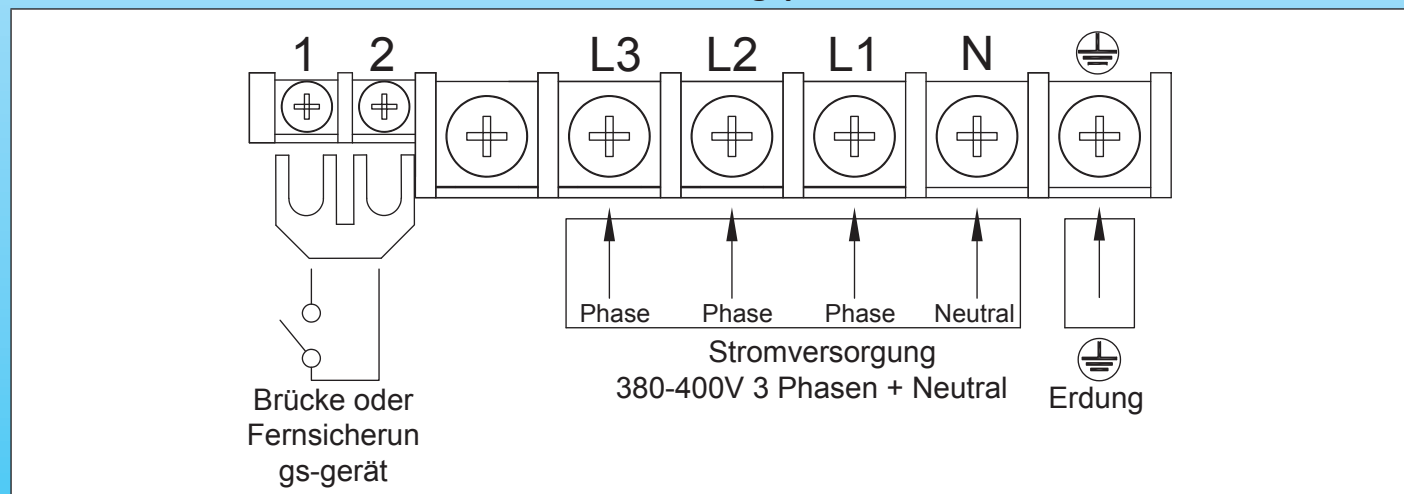 1 2 L3 L2 L1 N
Phase Phase Phase Neutral
Stromversorgung
380-400V 3 Phasen + Neutral
Erdung
Brücke oder
Fernsicherun
gs-gerät